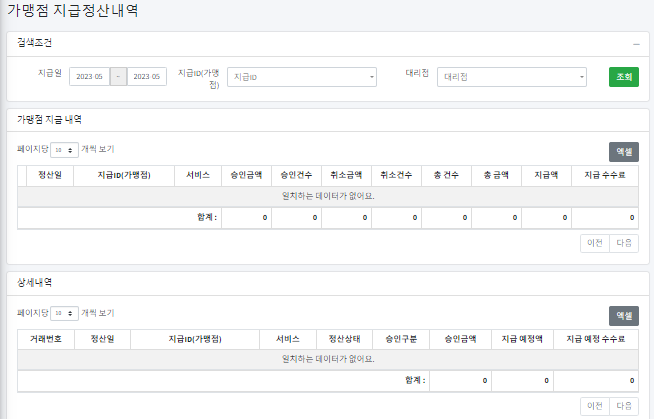 가맹점 지급정산내역
검색조건
지급일 2023-05 ~ 2023-05 지급ID(가맹점) 지급ID 대리점 대리점 조회
가맹점 지급 내역
페이지당 10 개씩 보기 엑셀
정산일 지급ID(가맹점) 서비스 승인금액 승인건수 취소금액 취소건수 총 건수 총 금액 지급액 지급 수수료
일치하는 데이터가 없어요.
합계 : 0 0 0 0 0 0 0 0
이전 다음
상세내역
페이지당 10 개씩 보기 엑셀
거래번호 정산일 지급ID(가맹점) 서비스 정산상태 승인구분 승인금액 지급 예정액 지급 예정 수수료
일치하는 데이터가 없어요.
합계 : 0 0 0
이전 다음